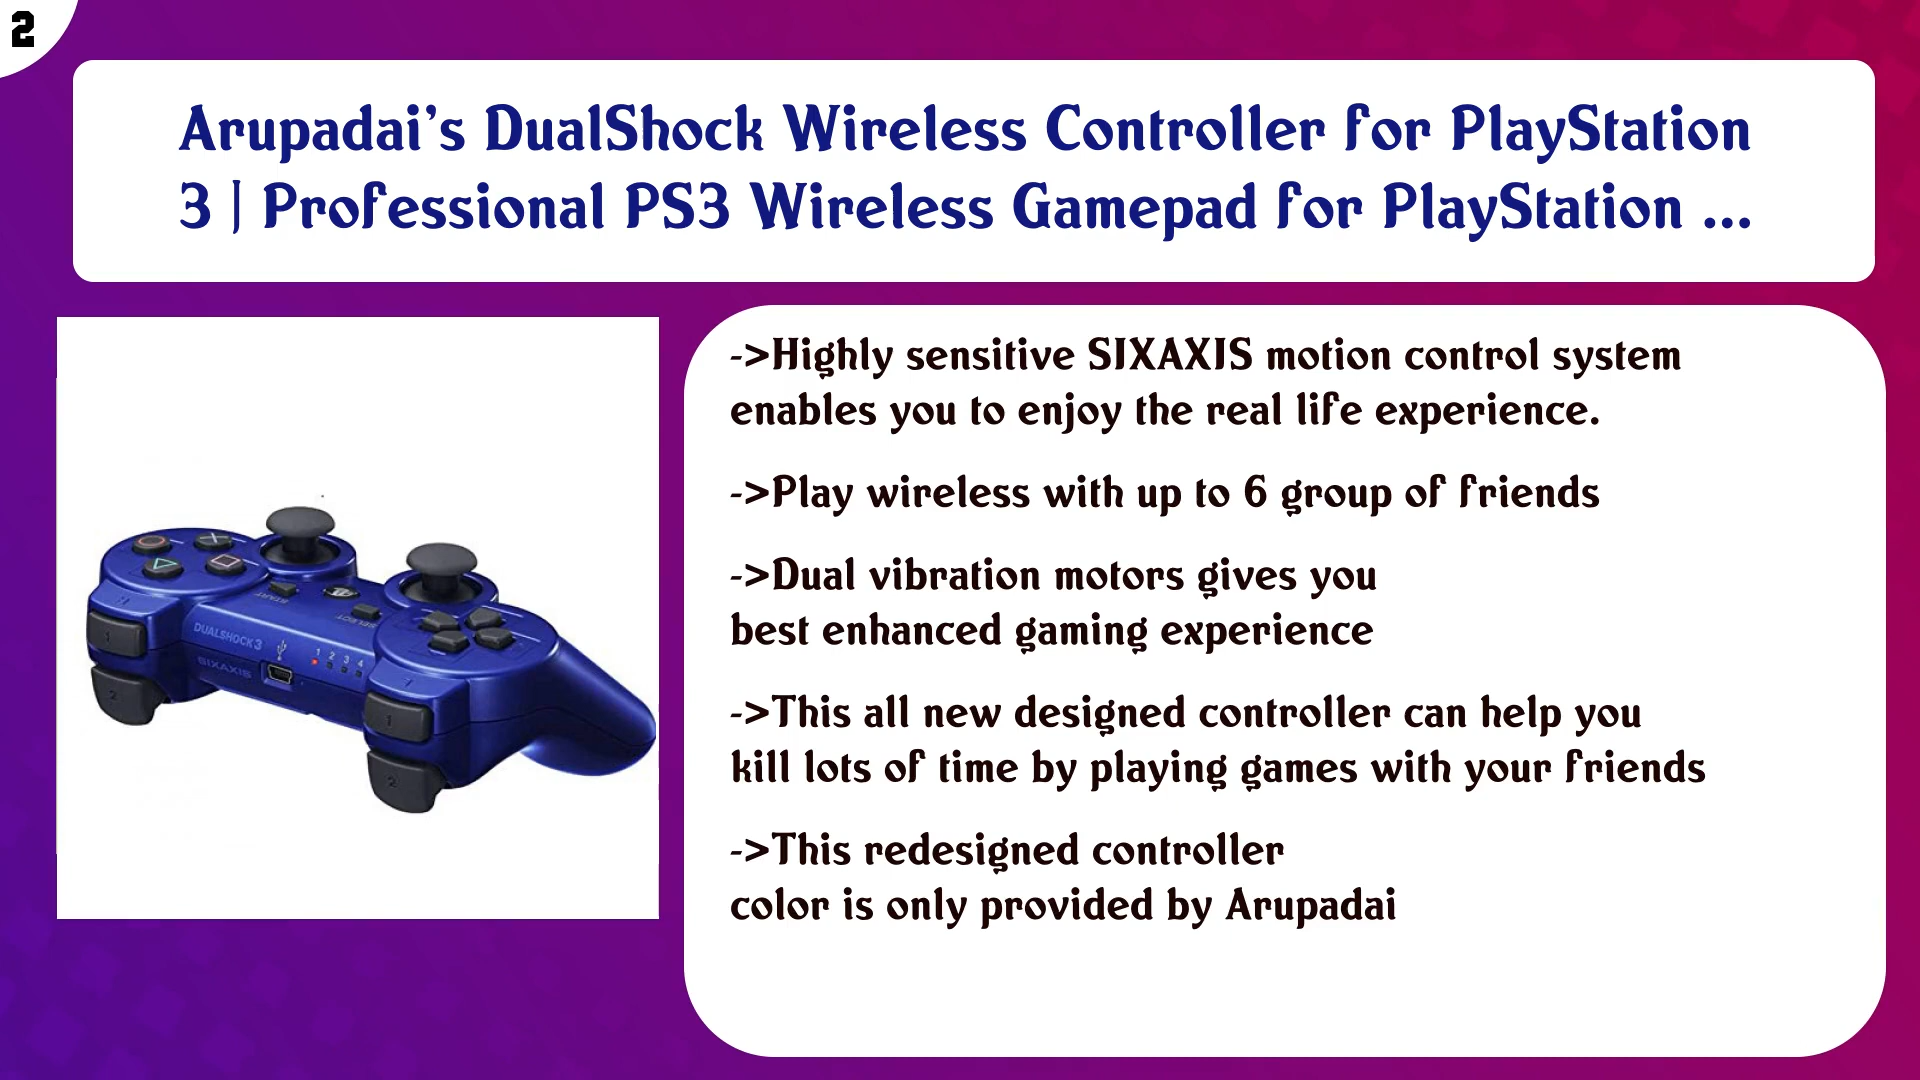 2
Arupadai's DualShock Wireless Controller for PlayStation
3 | Professional PS3 Wireless Gamepad for PlayStation ...
->Highly sensitive SIXAXIS motion control system
enables you to enjoy the real life experience.
->Play wireless with up to 6 group of friends
->Dual vibration motors gives you
best enhanced gaming experience
->This all new designed controller can help you
kill lots of time by playing games with your friends
->This redesigned controller
color is only provided by Arupadai
START
SELECT
DUALSHOCK 3
SIXAXIS
1 2 3 4
1
2
1
2